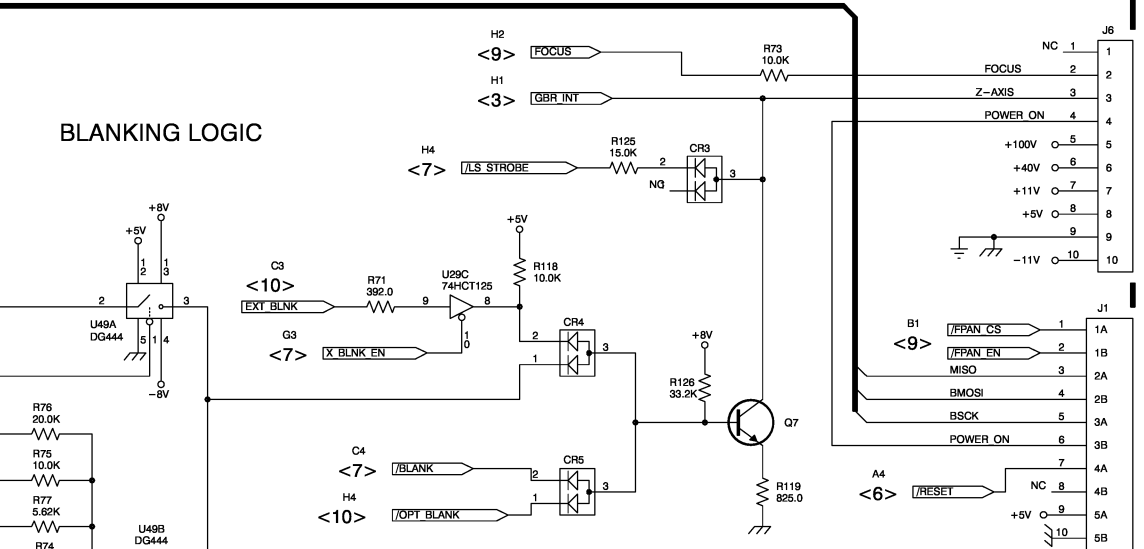 H2
<9> FOCUS
R73
10.0K
H1
<3> GBR_INT
BLANKING LOGIC
H4
<7> /LS STROBE
R125
15.0K
2
CR3
3
NC
J6
NC 1 1
FOCUS 2 2
Z-AXIS 3 3
POWER ON 4 4
+100V 5 5
+40V 6 6
+11V 7 7
+5V 8 8
9 9
-11V 10 10
+8V
+5V
1 1
2 3
2 3
U49A
DG444
5 1 4
-8V
C3
<10>
EXT_BLNK
R71
392.0
9
U29C
74HCT125
8
1
0
+5V
R118
10.0K
G3
<7> X_BLNK_EN
CR4
2
1
3
+8V
R126
33.2K
Q7
R119
825.0
C4
<7> /BLANK
H4
<10> /OPT_BLANK
CR5
2
1
3
R76
20.0K
R75
10.0K
R77
5.62K
R74
U49B
DG444
J1
B1
<9>
/FPAN_CS 1 1A
/FPAN_EN 2 1B
MISO 3 2A
BMOSI 4 2B
BSCK 5 3A
POWER_ON 6 3B
A4
<6> /RESET
7 4A
NC 8 4B
+5V 9 5A
10 5B